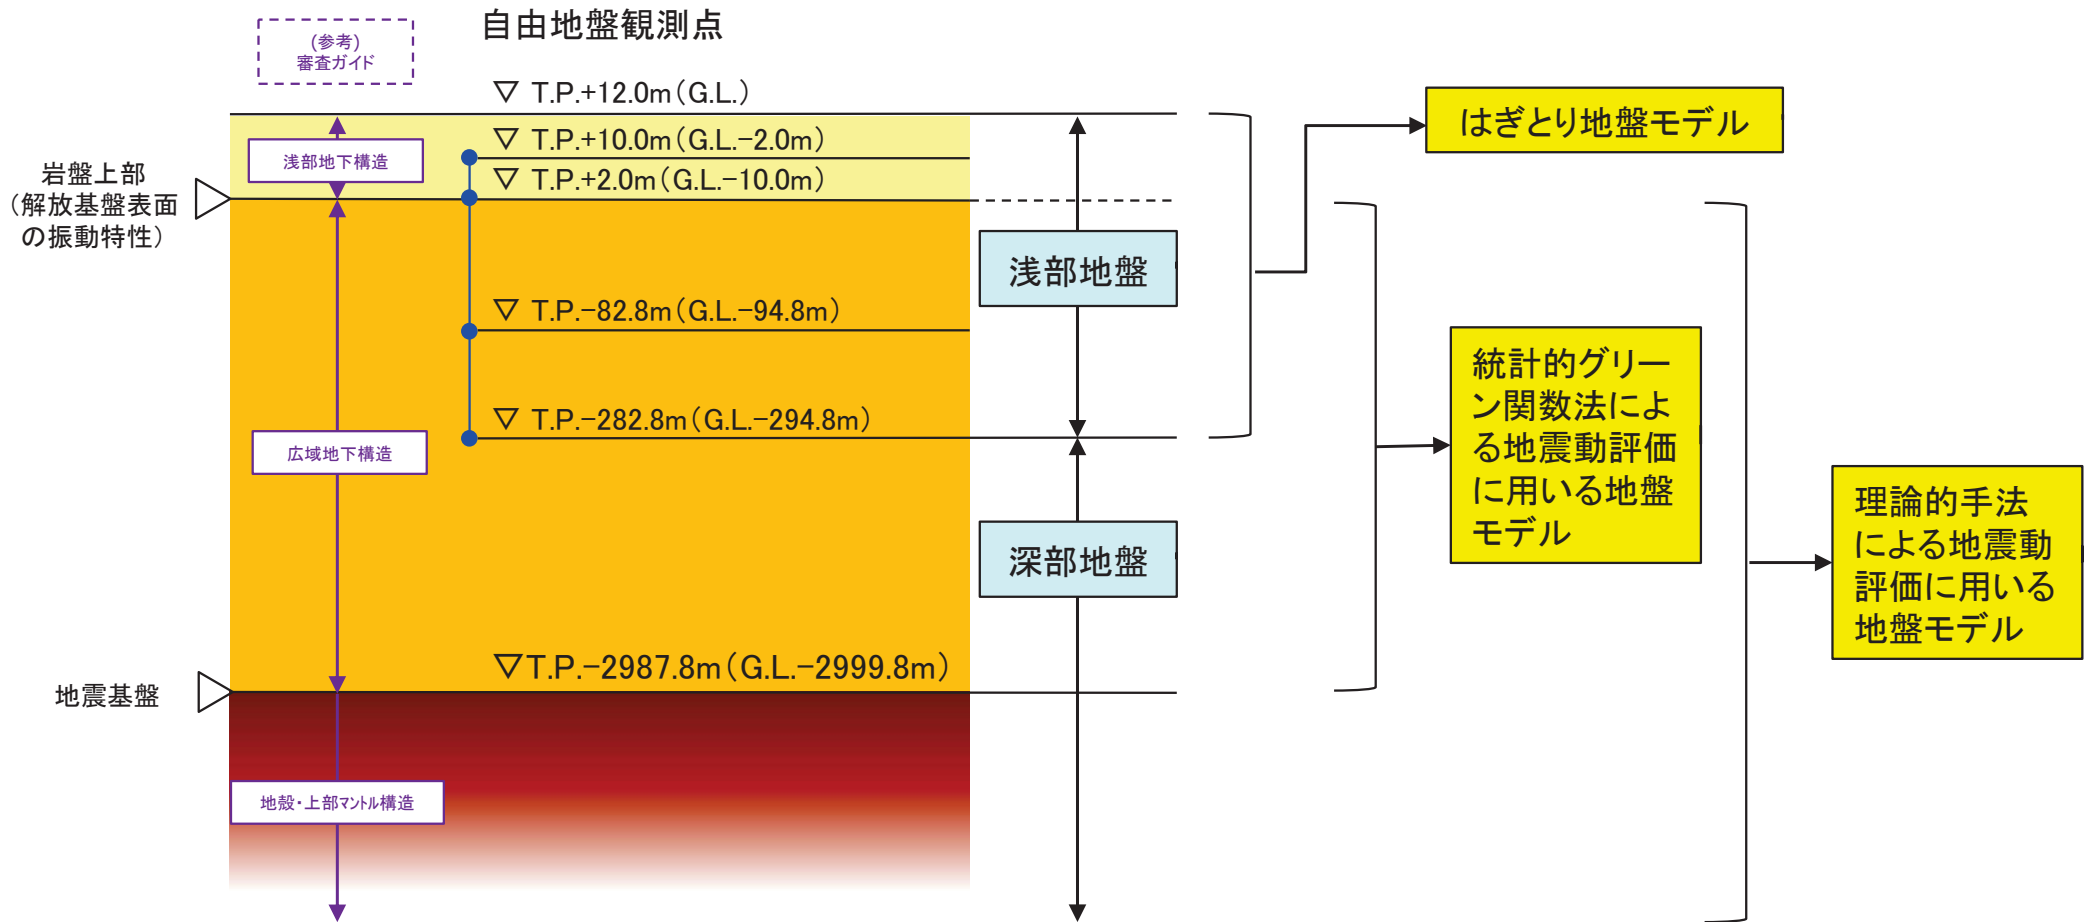 (参考)
審査ガイド
自由地盤観測点
▽ T.P.+12.0m(G.L.)
▽ T.P.+10.0m(G.L.-2.0m)
▽ T.P.+2.0m(G.L.-10.0m)
▽ T.P.-82.8m(G.L.-94.8m)
▽ T.P.-282.8m(G.L.-294.8m)
▽T.P.-2987.8m(G.L.-2999.8m)
岩盤上部
(解放基盤表面
の振動特性)
地震基盤
浅部地下構造
広域地下構造
地殻・上部マントル構造
浅部地盤
深部地盤
はぎとり地盤モデル
統計的グリー
ン関数法によ
る地震動評価
に用いる地盤
モデル
理論的手法
による地震動
評価に用いる
地盤モデル